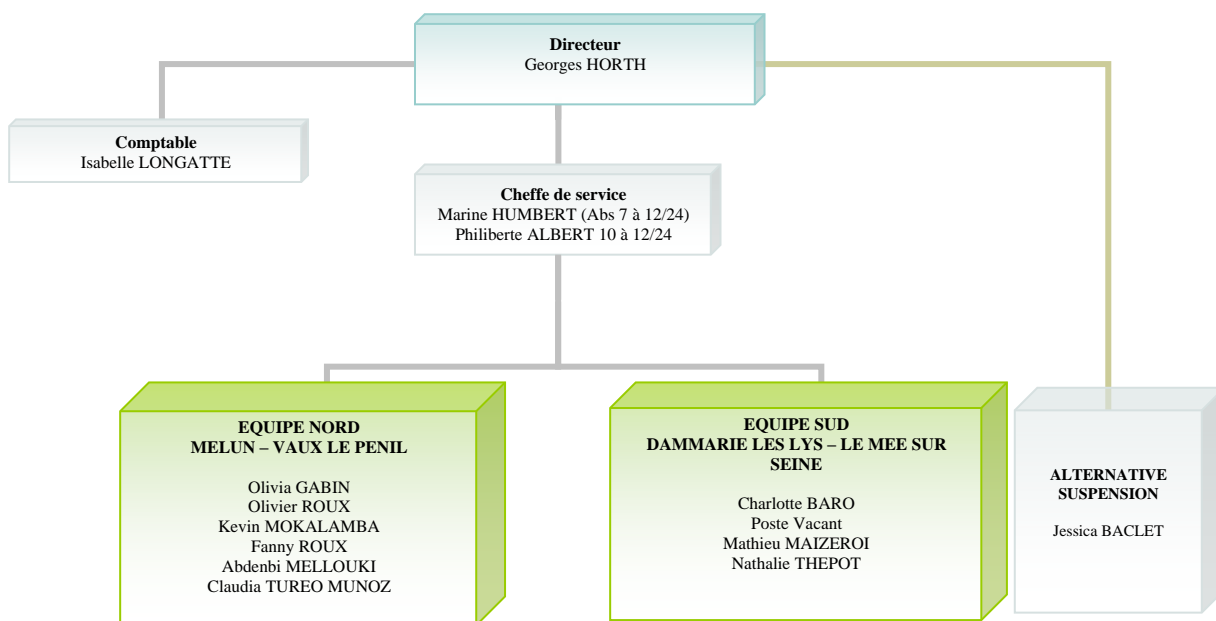 Directeur
Georges HORTH
Comptable
Isabelle LONGATTE
Cheffe de service
Marine HUMBERT (Abs 7 à 12/24)
Philiberte ALBERT 10 à 12/24
EQUIPE NORD
MELUN – VAUX LE PENIL
Olivia GABIN
Olivier ROUX
Kevin MOKALAMBA
Fanny ROUX
Abdenbi MELLOUKI
Claudia TUREO MUNOZ
EQUIPE SUD
DAMMARIE LES LYS – LE MEE SUR
SEINE
Charlotte BARO
Poste Vacant
Mathieu MAIZEROI
Nathalie THEPOT
ALTERNATIVE
SUSPENSION
Jessica BACLET